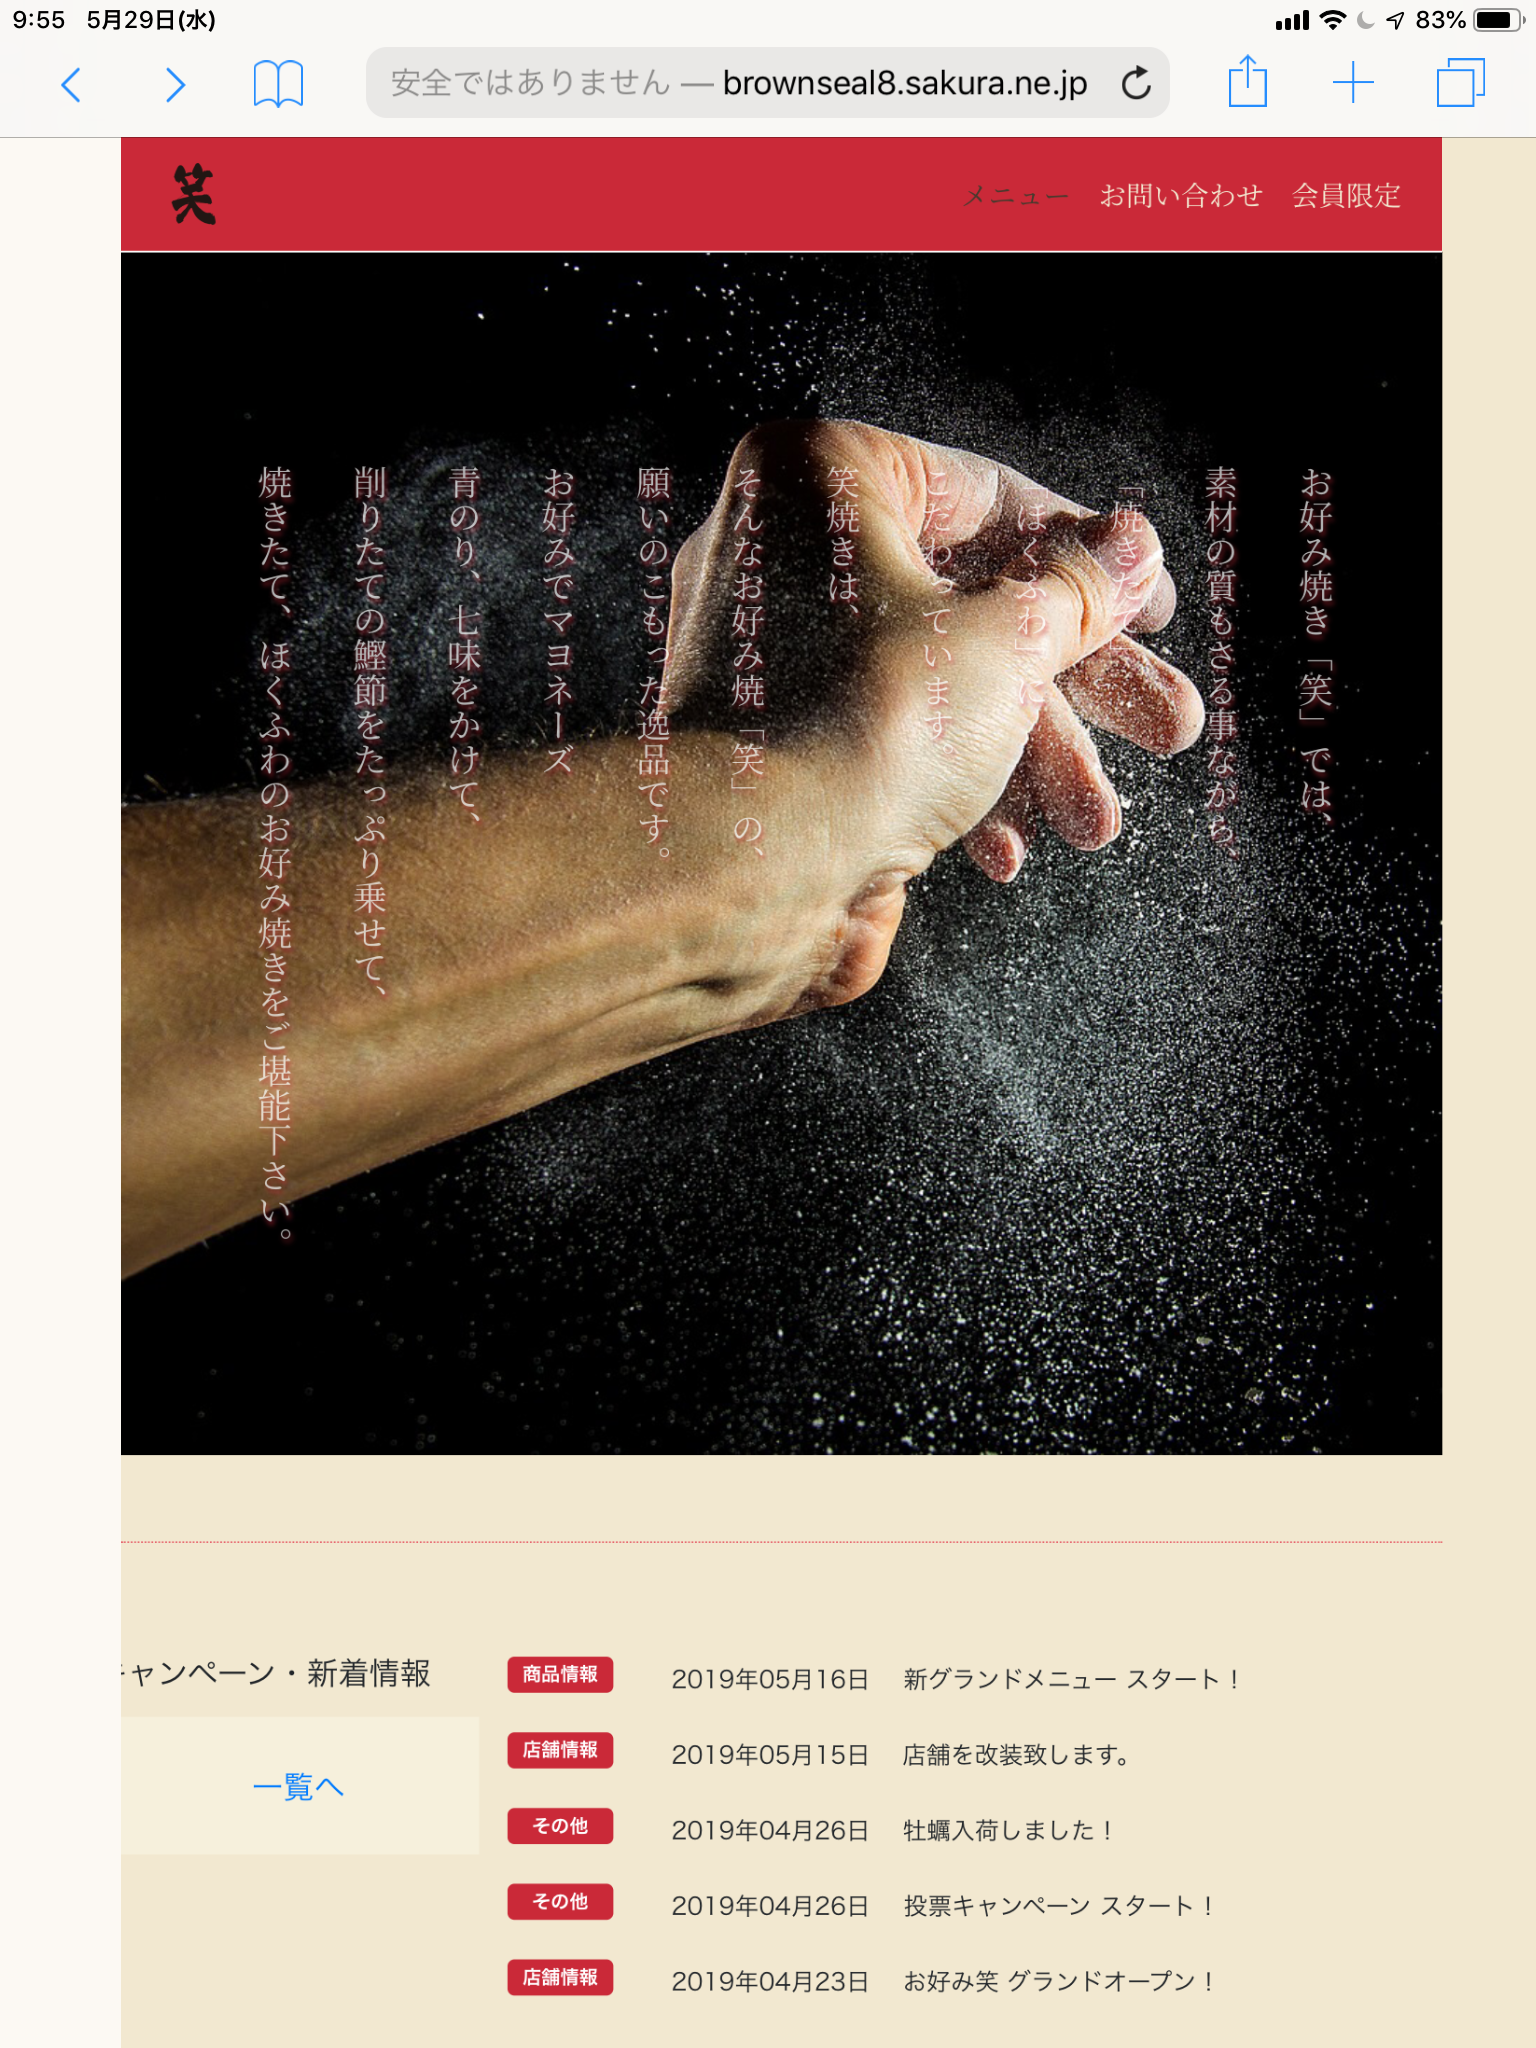 9:55 5月29日(水) 83%
安全ではありません — brownseal8.sakura.ne.jp
笑 メニュー お問い合わせ 会員限定
お好み焼き「笑」では、
素材の質もさる事ながら、
「焼きたて」
「ほくふわ」に
こだわっています。
笑焼きは、
そんなお好み焼「笑」の、
願いのこもった逸品です。
お好みでマヨネーズ
青のり、七味をかけて、
削りたての鰹節をたっぷり乗せて、
焼きたて、ほくふわのお好み焼きをご堪能下さい。
キャンペーン・新着情報
一覧へ
商品情報 2019年05月16日 新グランドメニュー スタート！
店舗情報 2019年05月15日 店舗を改装致します。
その他 2019年04月26日 牡蠣入荷しました！
その他 2019年04月26日 投票キャンペーン スタート！
店舗情報 2019年04月23日 お好み笑 グランドオープン！